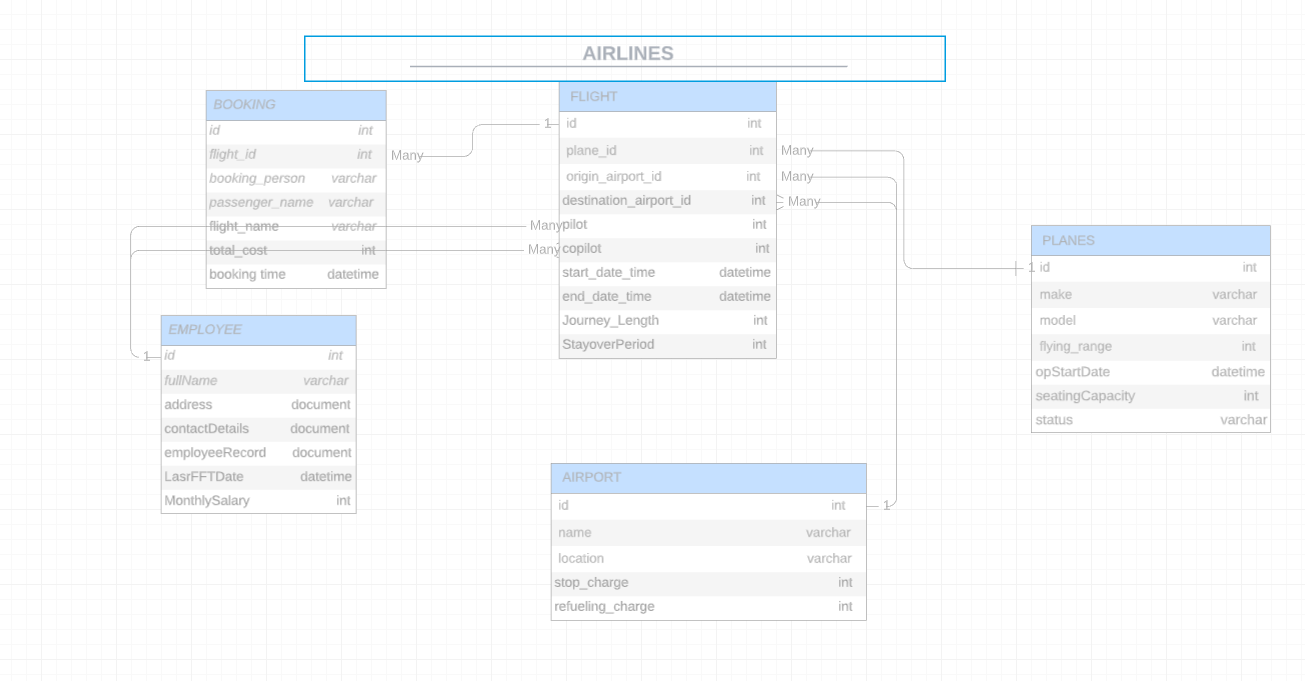 AIRLINES
BOOKING
id int
flight_id int
booking_person varchar
passenger_name varchar
flight_name varchar
total_cost int
booking time datetime
Many
1
FLIGHT
id int
plane_id int
origin_airport_id int
destination_airport_id int
pilot int
copilot int
start_date_time datetime
end_date_time datetime
Journey_Length int
StayoverPeriod int
Many
Many
Many
Many
Many
PLANES
1 id int
make varchar
model varchar
flying_range int
opStartDate datetime
seatingCapacity int
status varchar
EMPLOYEE
1 id int
fullName varchar
address document
contactDetails document
employeeRecord document
LasrFFTDate datetime
MonthlySalary int
AIRPORT
id int 1
name varchar
location varchar
stop_charge int
refueling_charge int